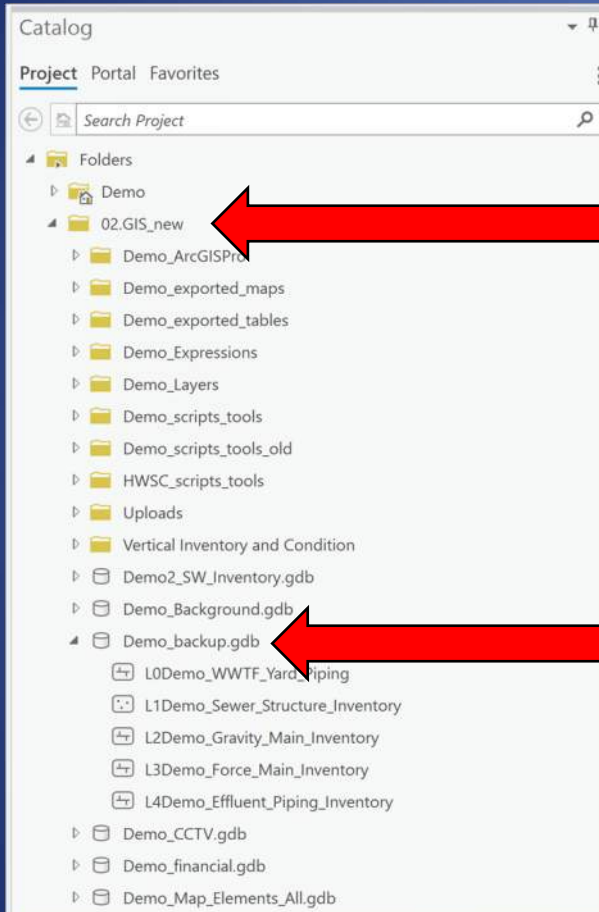 Catalog
Project Portal Favorites
Search Project
Folders
Demo
02.GIS_new
Demo_ArcGISPro
Demo_exported_maps
Demo_exported_tables
Demo_Expressions
Demo_Layers
Demo_scripts_tools
Demo_scripts_tools_old
HWSC_scripts_tools
Uploads
Vertical Inventory and Condition
Demo2_SW_Inventory.gdb
Demo_Background.gdb
Demo_backup.gdb
L0Demo_WWTF_Yard_Piping
L1Demo_Sewer_Structure_Inventory
L2Demo_Gravity_Main_Inventory
L3Demo_Force_Main_Inventory
L4Demo_Effluent_Piping_Inventory
Demo_CCTV.gdb
Demo_financial.gdb
Demo_Map_Elements_All.gdb